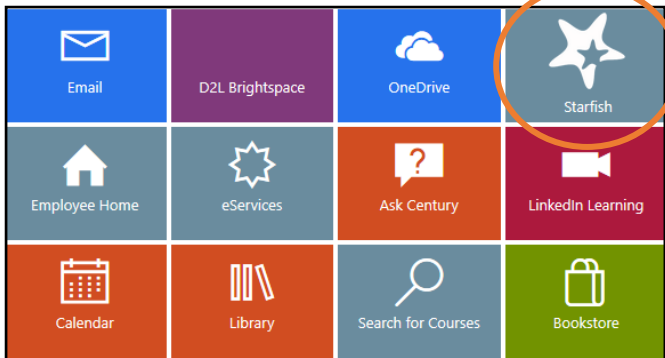 Email
D2L Brightspace
OneDrive
Starfish
Employee Home
eServices
?
Ask Century
LinkedIn Learning
Calendar
Library
Search for Courses
Bookstore